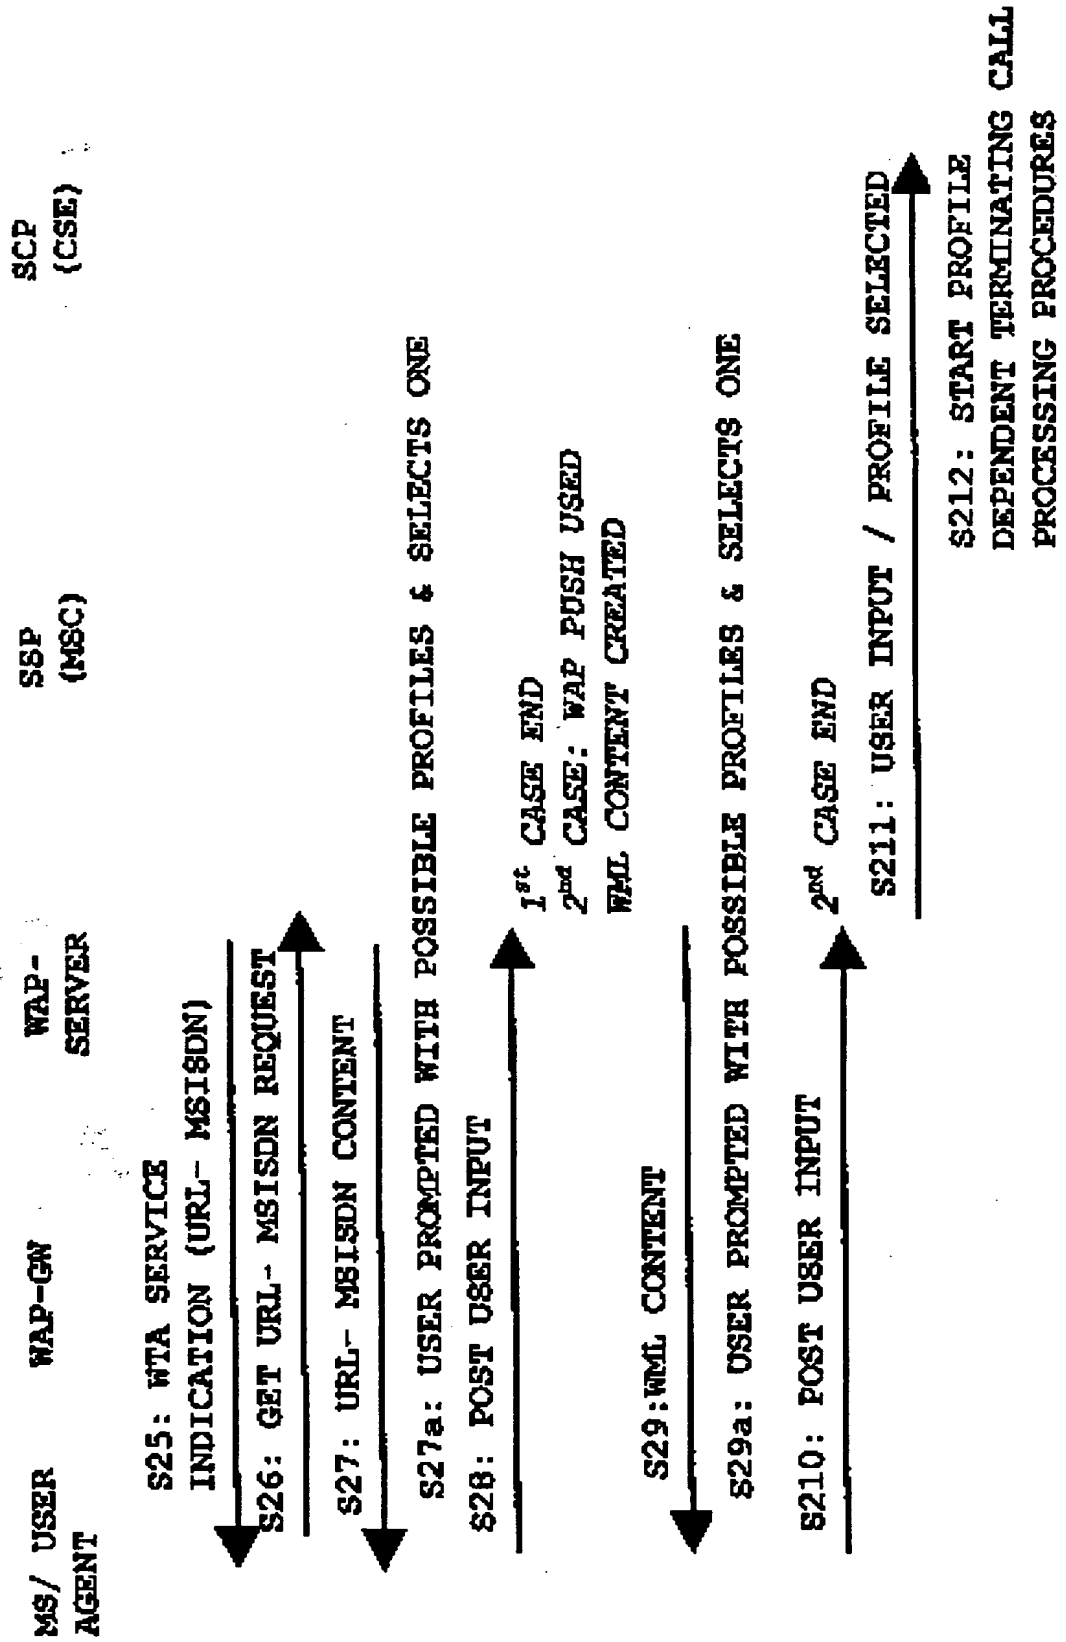 MS/ USER
AGENT
WAP-GW
WAP-
SERVER
SSP
(MSC)
SCP
(CSE)
S25: WTA SERVICE
INDICATION (URL- MSISDN)
S26: GET URL- MSISDN REQUEST
S27: URL- MSISDN CONTENT
S27a: USER PROMPTED WITH POSSIBLE PROFILES & SELECTS ONE
S28: POST USER INPUT
1st CASE END
2nd CASE: WAP PUSH USED
WML CONTENT CREATED
S29:WML CONTENT
S29a: USER PROMPTED WITH POSSIBLE PROFILES & SELECTS ONE
S210: POST USER INPUT
2nd CASE END
S211: USER INPUT / PROFILE SELECTED
S212: START PROFILE
DEPENDENT TERMINATING CALL
PROCESSING PROCEDURES